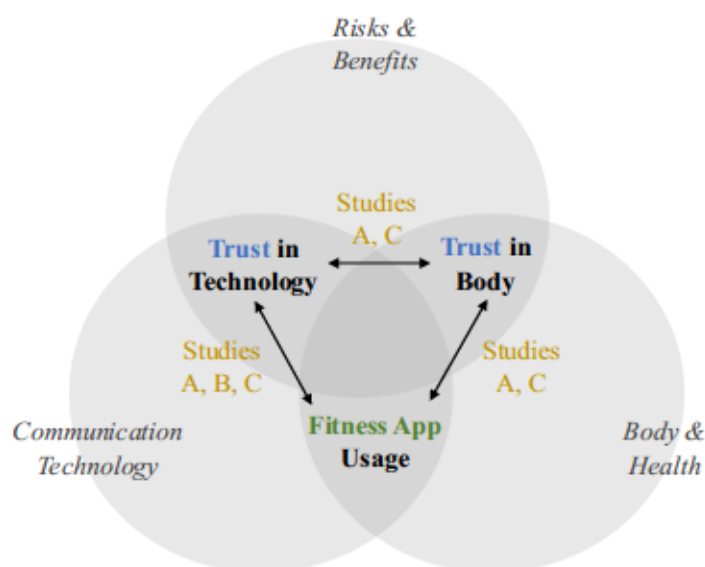 Risks &
Benefits
Studies
A, C
Trust in
Technology
Trust in
Body
Studies
A, B, C
Studies
A, C
Communication
Technology
Fitness App
Usage
Body &
Health